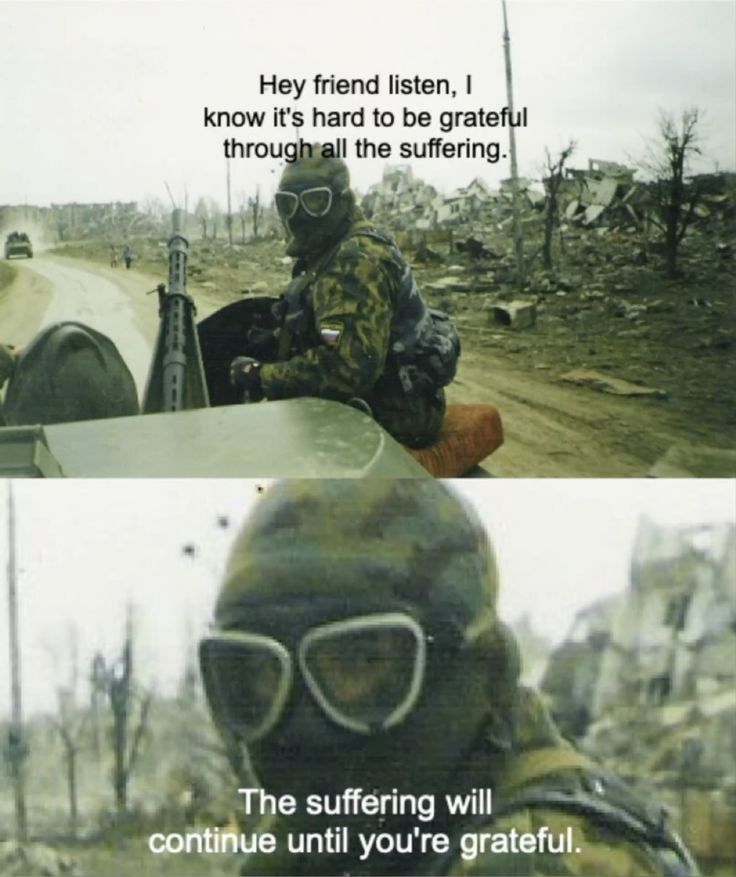 Hey friend listen, I
know it's hard to be grateful
through all the suffering.
The suffering will
continue until you're grateful.